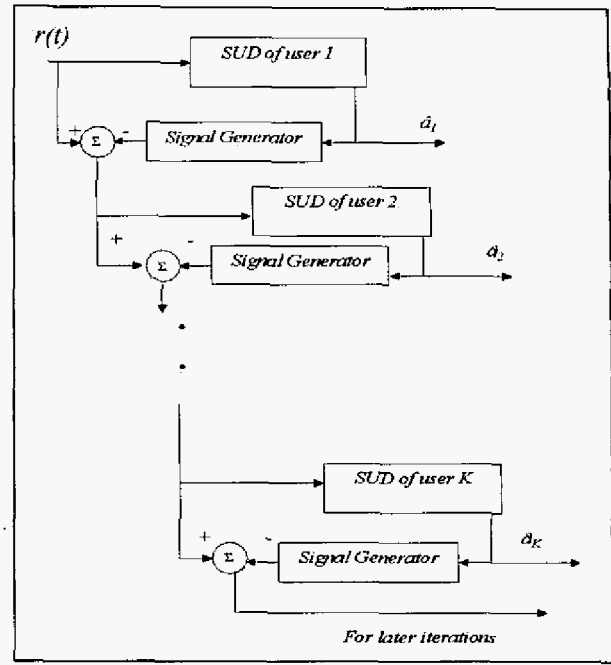 r(t)
SUD of user 1
+ Σ - Signal Generator â₁
SUD of user 2
+ Σ - Signal Generator â₂
SUD of user K
+ Σ - Signal Generator â_K
For later iterations